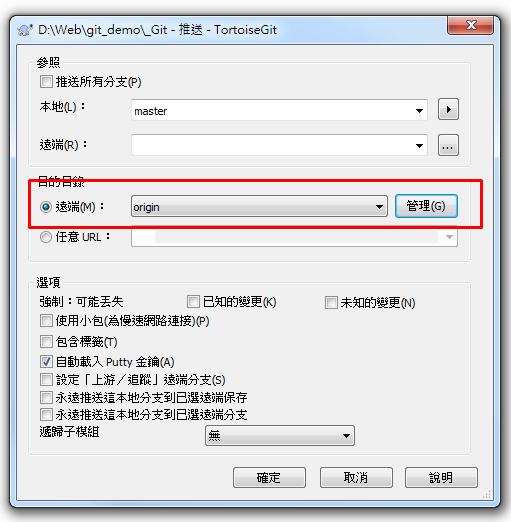 D:\Web\git_demo\_Git - 推送 - TortoiseGit
參照
推送所有分支(P)
本地(L)： master
遠端(R)： ...
目的目錄
遠端(M)： origin 管理(G)
任意 URL：
選項
強制：可能丟失 已知的變更(K) 未知的變更(N)
使用小包(為慢速網路連接)(P)
包含標籤(T)
自動載入 Putty 金鑰(A)
設定「上游／追蹤」遠端分支(S)
永遠推送這本地分支到已選遠端保存
永遠推送這本地分支到已選遠端分支
遞歸子模組 無
確定 取消 說明